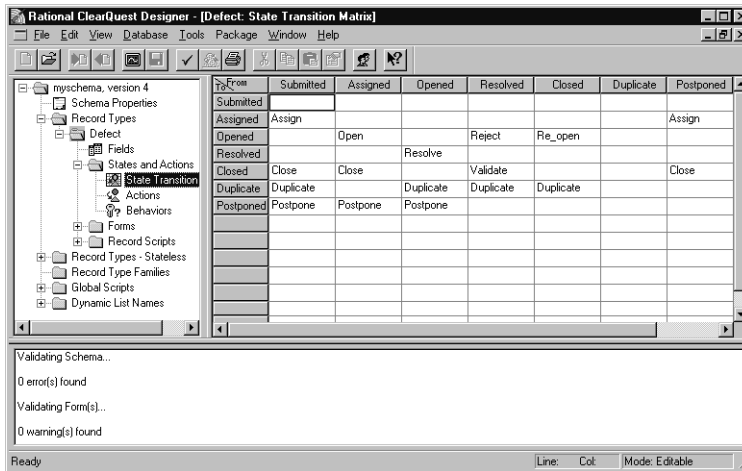 Rational ClearQuest Designer - [Defect: State Transition Matrix]
File Edit View Database Tools Package Window Help
myschema, version 4
Schema Properties
Record Types
Defect
Fields
States and Actions
State Transition
Actions
Behaviors
Forms
Record Scripts
Record Types - Stateless
Record Type Families
Global Scripts
Dynamic List Names
To From Submitted Assigned Opened Resolved Closed Duplicate Postponed
Submitted
Assigned Assign Assign
Opened Open Reject Re_open
Resolved Resolve
Closed Close Close Validate Close
Duplicate Duplicate Duplicate Duplicate Duplicate
Postponed Postpone Postpone Postpone
Validating Schema...
0 error(s) found
Validating Form(s)...
0 warning(s) found
Ready Line: Col: Mode: Editable